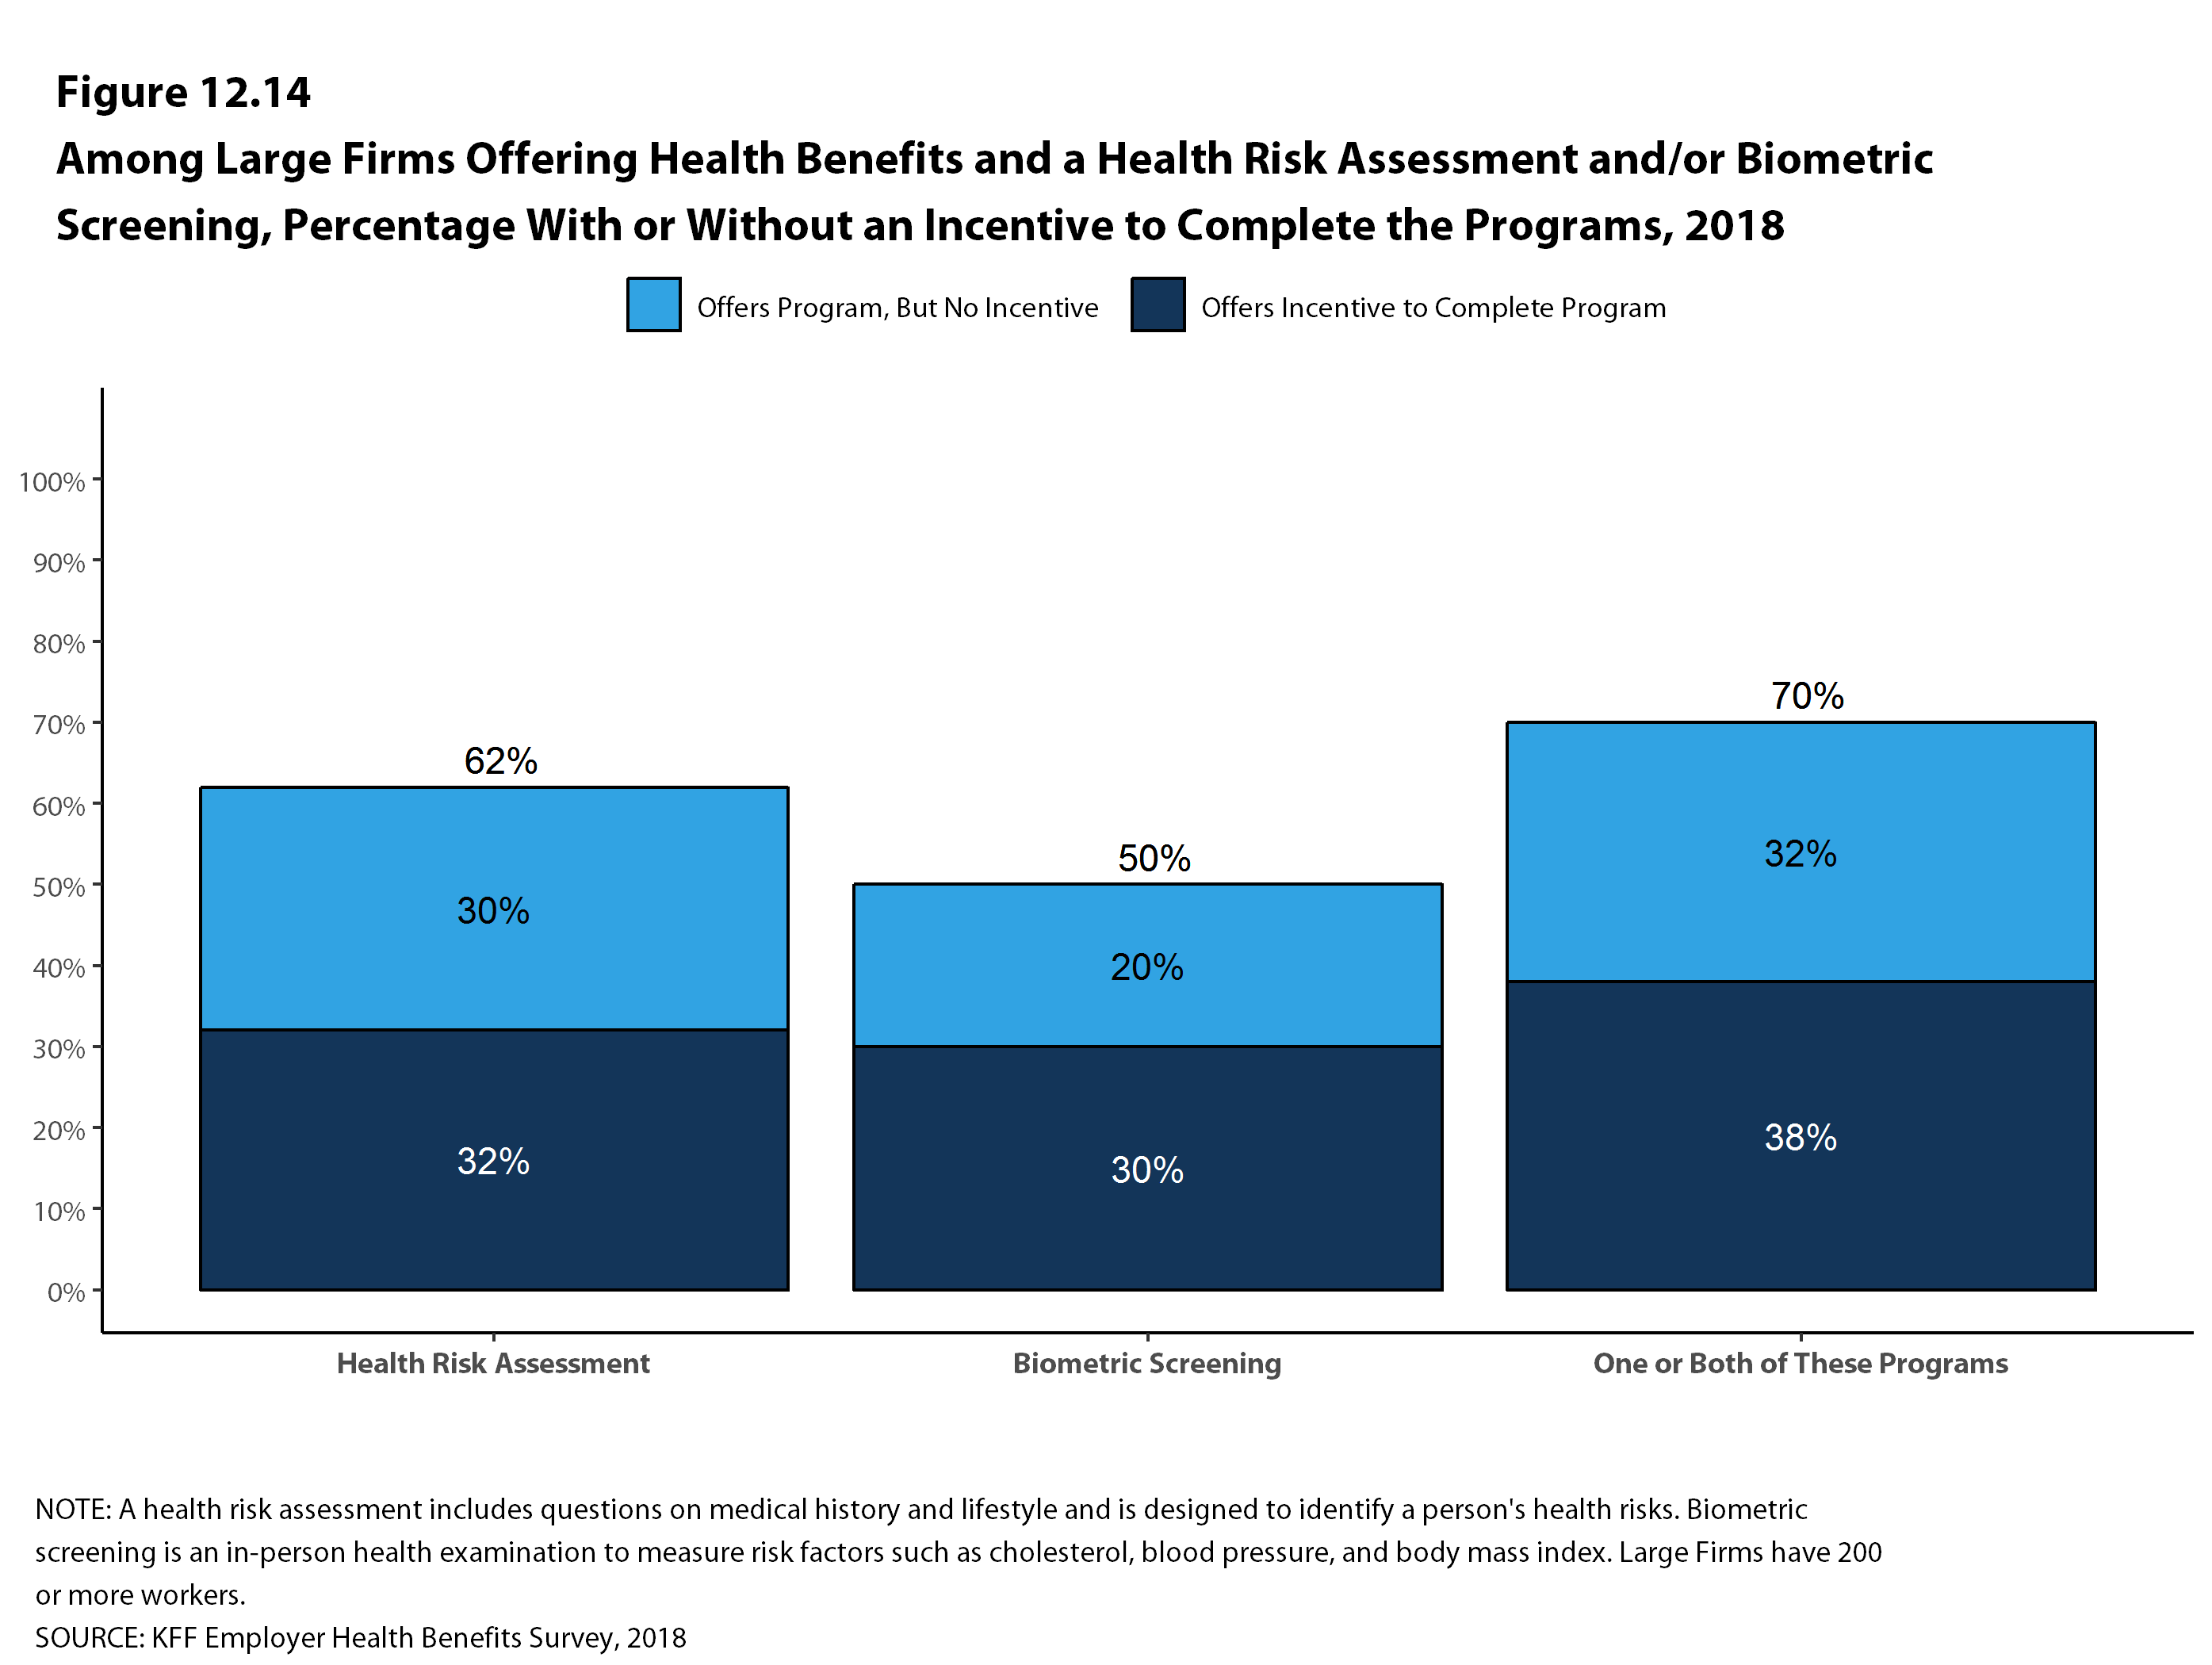 Figure 12.14
Among Large Firms Offering Health Benefits and a Health Risk Assessment and/or Biometric
Screening, Percentage With or Without an Incentive to Complete the Programs, 2018
Offers Program, But No Incentive
Offers Incentive to Complete Program
100%
90%
80%
70%
60%
50%
40%
30%
20%
10%
0%
62%
30%
32%
50%
20%
30%
70%
32%
38%
Health Risk Assessment
Biometric Screening
One or Both of These Programs
NOTE: A health risk assessment includes questions on medical history and lifestyle and is designed to identify a person's health risks. Biometric
screening is an in-person health examination to measure risk factors such as cholesterol, blood pressure, and body mass index. Large Firms have 200
or more workers.
SOURCE: KFF Employer Health Benefits Survey, 2018